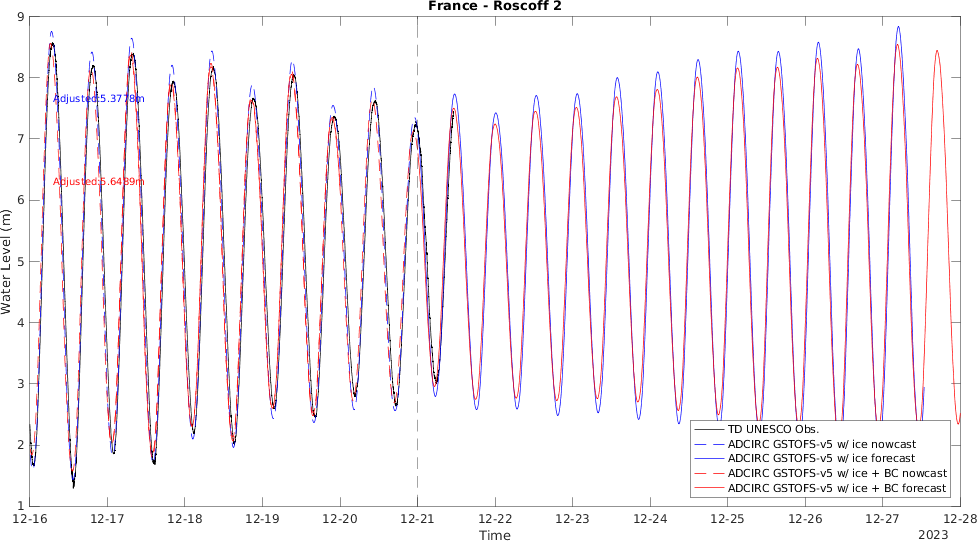 France - Roscoff 2
9
8
7
6
5
4
3
2
1
Water Level (m)
Adjusted:5.3778m
Adjusted:5.6489m
TD UNESCO Obs.
ADCIRC GSTOFS-v5 w/ ice nowcast
ADCIRC GSTOFS-v5 w/ ice forecast
ADCIRC GSTOFS-v5 w/ ice + BC nowcast
ADCIRC GSTOFS-v5 w/ ice + BC forecast
12-16 12-17 12-18 12-19 12-20 12-21 12-22 12-23 12-24 12-25 12-26 12-27 12-28
Time
2023